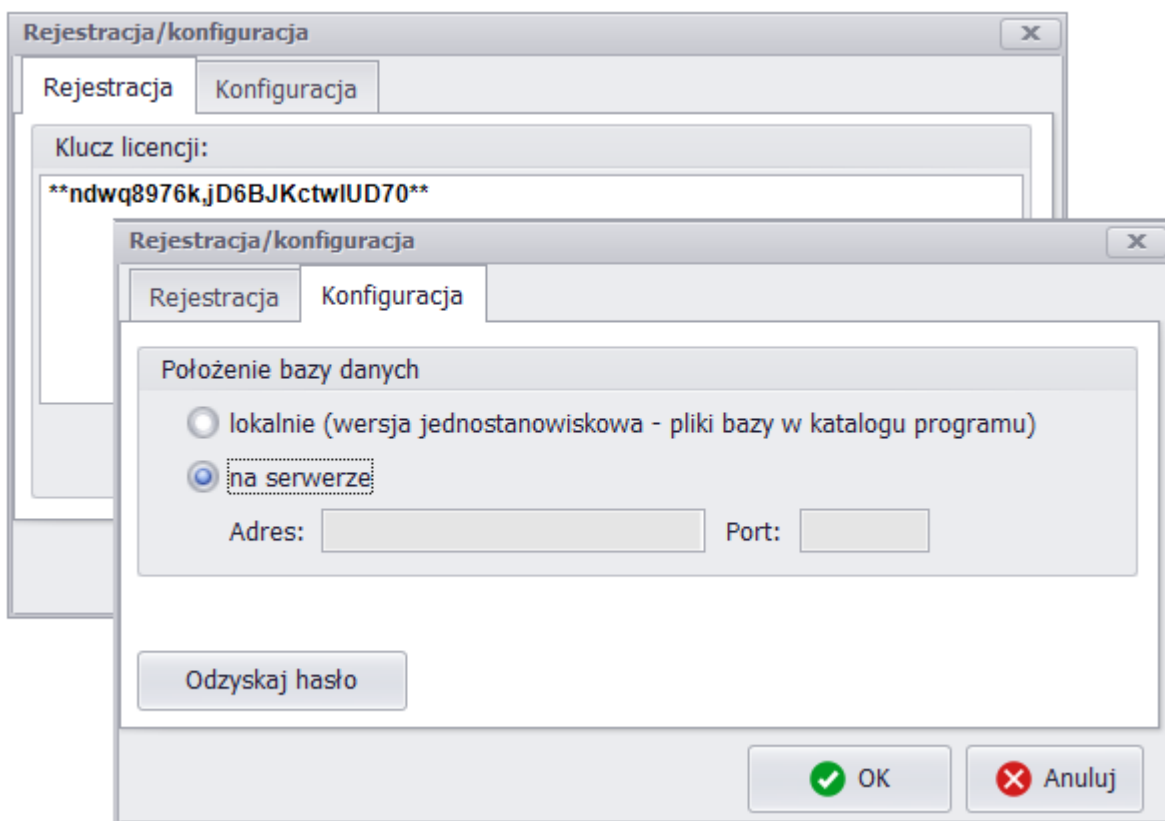 Rejestracja/konfiguracja
Rejestracja Konfiguracja
Klucz licencji:
**ndwq8976k,jD6BJKctwIUD70**
Rejestracja/konfiguracja
Rejestracja Konfiguracja
Położenie bazy danych
lokalnie (wersja jednostanowiskowa - pliki bazy w katalogu programu)
na serwerze
Adres: Port:
Odzyskaj hasło
OK Anuluj